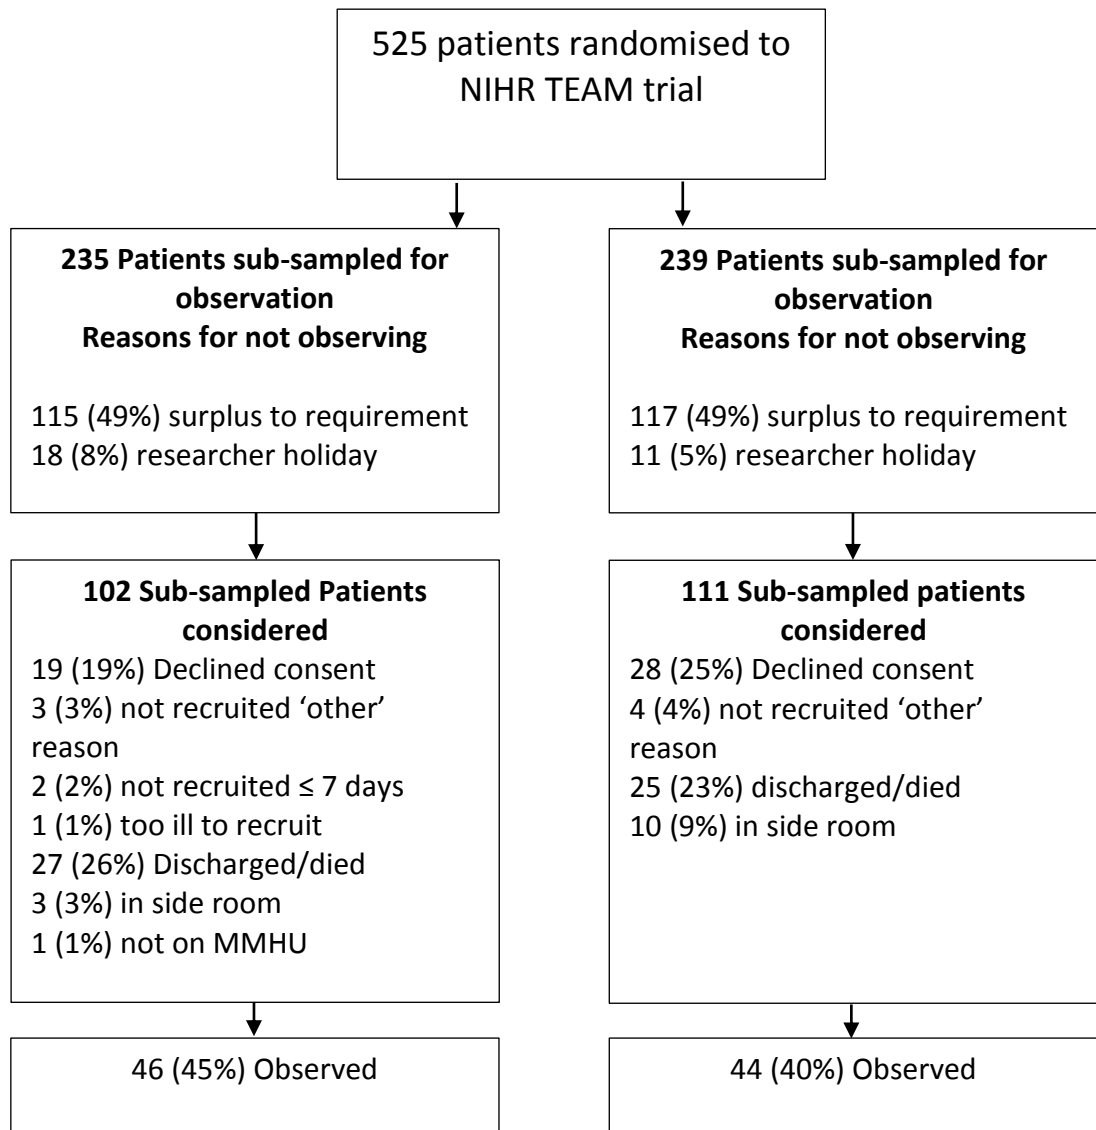 525 patients randomised to
NIHR TEAM trial
235 Patients sub-sampled for
observation
Reasons for not observing
115 (49%) surplus to requirement
18 (8%) researcher holiday
239 Patients sub-sampled for
observation
Reasons for not observing
117 (49%) surplus to requirement
11 (5%) researcher holiday
102 Sub-sampled Patients
considered
19 (19%) Declined consent
3 (3%) not recruited ‘other’
reason
2 (2%) not recruited ≤ 7 days
1 (1%) too ill to recruit
27 (26%) Discharged/died
3 (3%) in side room
1 (1%) not on MMHU
111 Sub-sampled patients
considered
28 (25%) Declined consent
4 (4%) not recruited ‘other’
reason
25 (23%) discharged/died
10 (9%) in side room
46 (45%) Observed
44 (40%) Observed